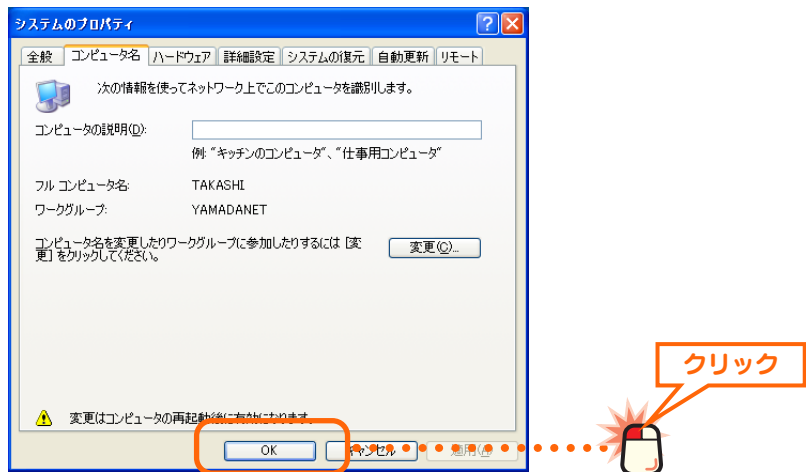 システムのプロパティ
全般 コンピュータ名 ハードウェア 詳細設定 システムの復元 自動更新 リモート
次の情報を使ってネットワーク上でこのコンピュータを識別します。
コンピュータの説明(D):
例: "キッチンのコンピュータ"、"仕事用コンピュータ"
フル コンピュータ名: TAKASHI
ワークグループ: YAMADANET
コンピュータ名を変更したりワークグループに参加したりするには [変
更] をクリックしてください。
変更(C)...
クリック
変更はコンピュータの再起動後に有効になります。
OK キャンセル 適用(A)